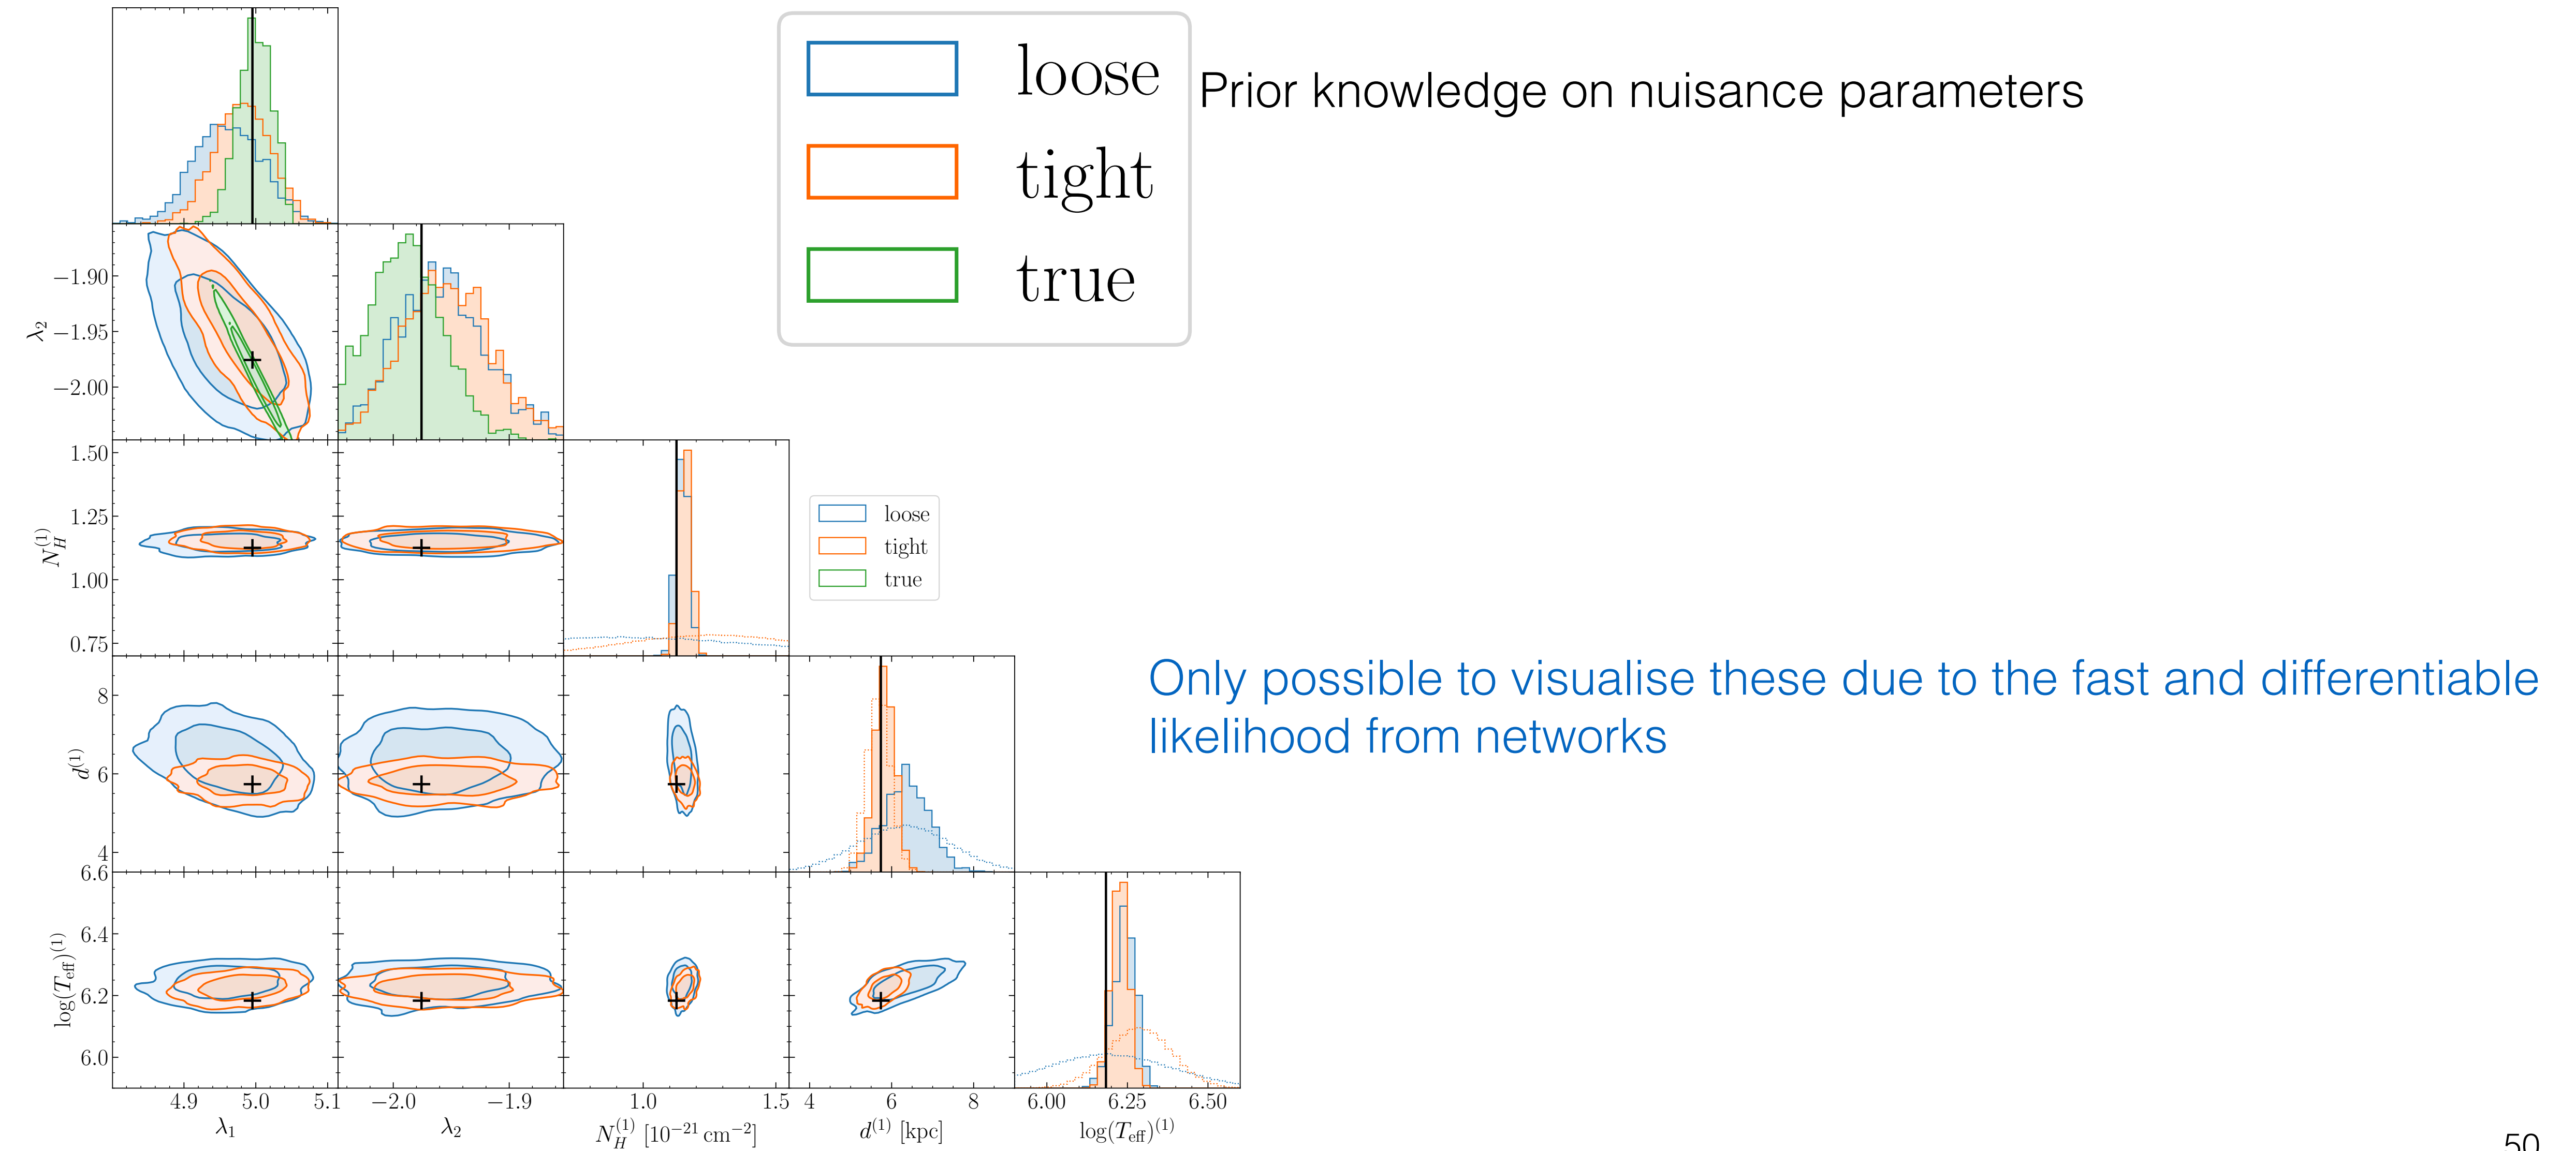 loose
tight
true
Prior knowledge on nuisance parameters
−1.90
−1.95
−2.00
λ₂
1.50
1.25
1.00
0.75
N_H^(1)
loose
tight
true
8
6
4
d^(1)
Only possible to visualise these due to the fast and differentiable
likelihood from networks
6.6
6.4
6.2
6.0
log(T_eff)^(1)
4.9 5.0 5.1
λ₁
−2.0 −1.9
λ₂
1.0 1.5
N_H^(1) [10^−21 cm^−2]
4 6 8
d^(1) [kpc]
6.00 6.25 6.50
log(T_eff)^(1)
50